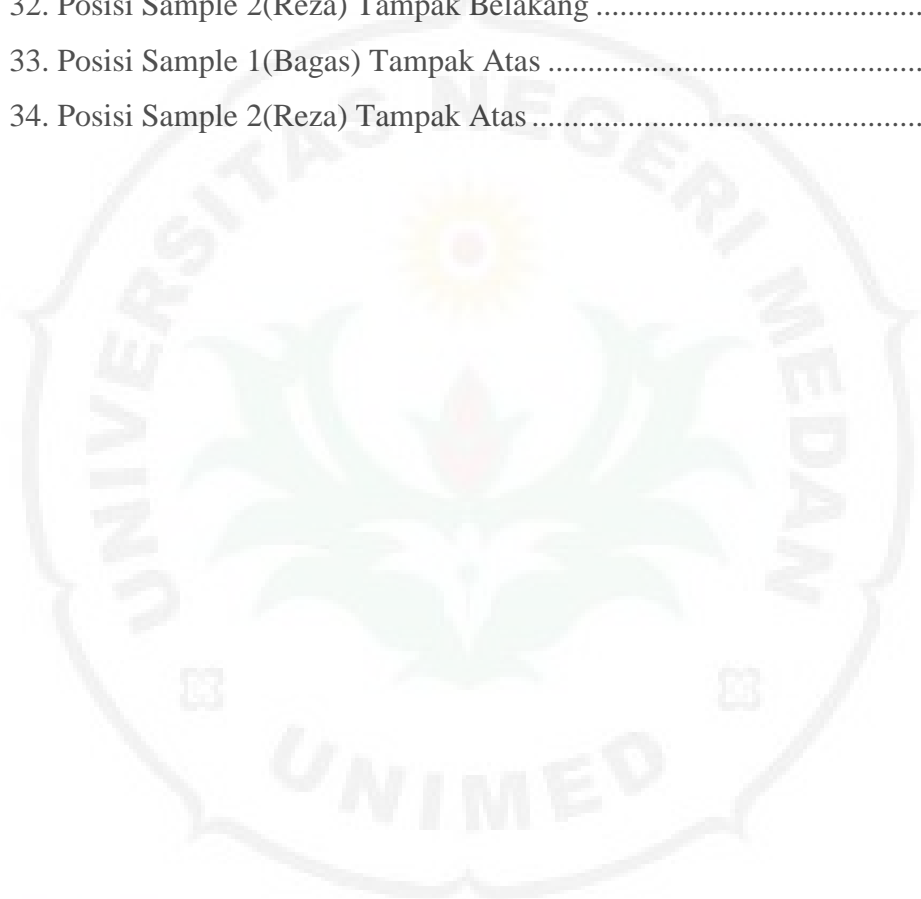 32. Posisi Sample 2(Reza) Tampak Belakang ........................................
33. Posisi Sample 1(Bagas) Tampak Atas ..............................................
34. Posisi Sample 2(Reza) Tampak Atas ................................................
UNIVERSITAS NEGERI MEDAN
UNIMED